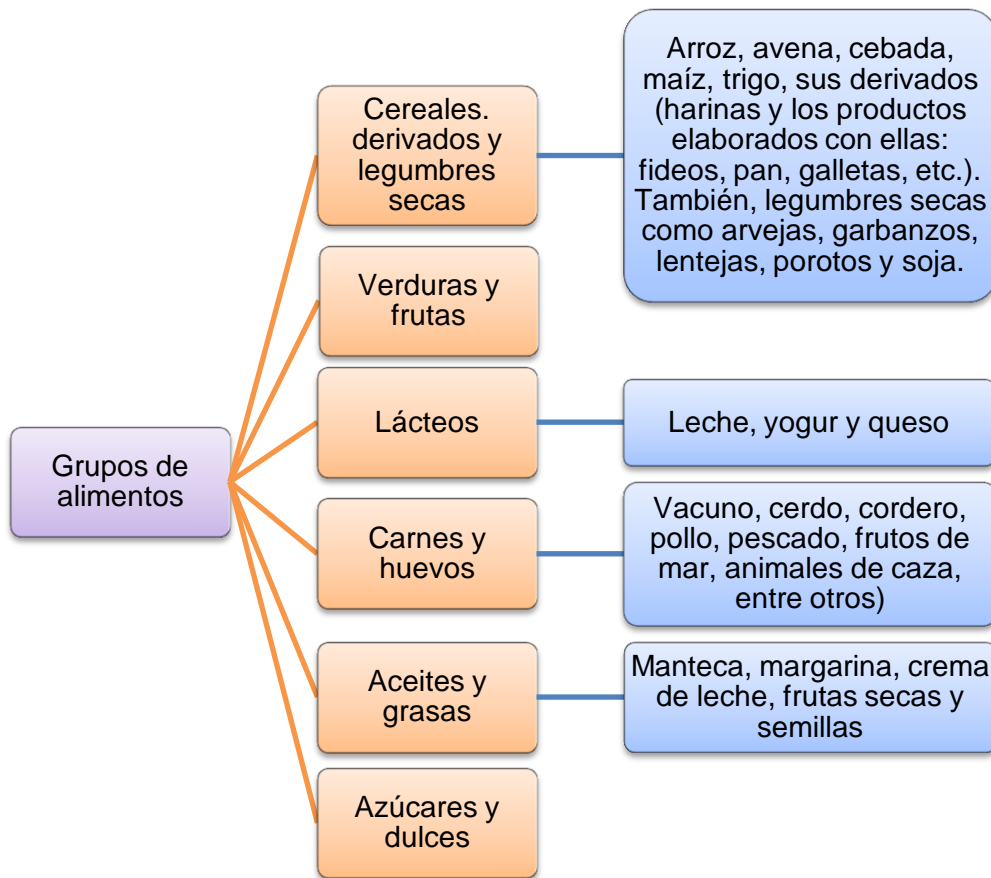 Grupos de
alimentos
Cereales.
derivados y
legumbres
secas
Arroz, avena, cebada,
maíz, trigo, sus derivados
(harinas y los productos
elaborados con ellas:
fideos, pan, galletas, etc.).
También, legumbres secas
como arvejas, garbanzos,
lentejas, porotos y soja.
Verduras y
frutas
Lácteos
Leche, yogur y queso
Carnes y
huevos
Vacuno, cerdo, cordero,
pollo, pescado, frutos de
mar, animales de caza,
entre otros)
Aceites y
grasas
Manteca, margarina, crema
de leche, frutas secas y
semillas
Azúcares y
dulces